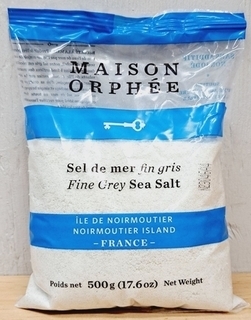 MAISON
ORPHÉE
Sel de mer fin gris
Fine Grey Sea Salt
ÎLE DE NOIRMOUTIER
NOIRMOUTIER ISLAND
-FRANCE-
Poids net 500g (17.6oz) Net Weight